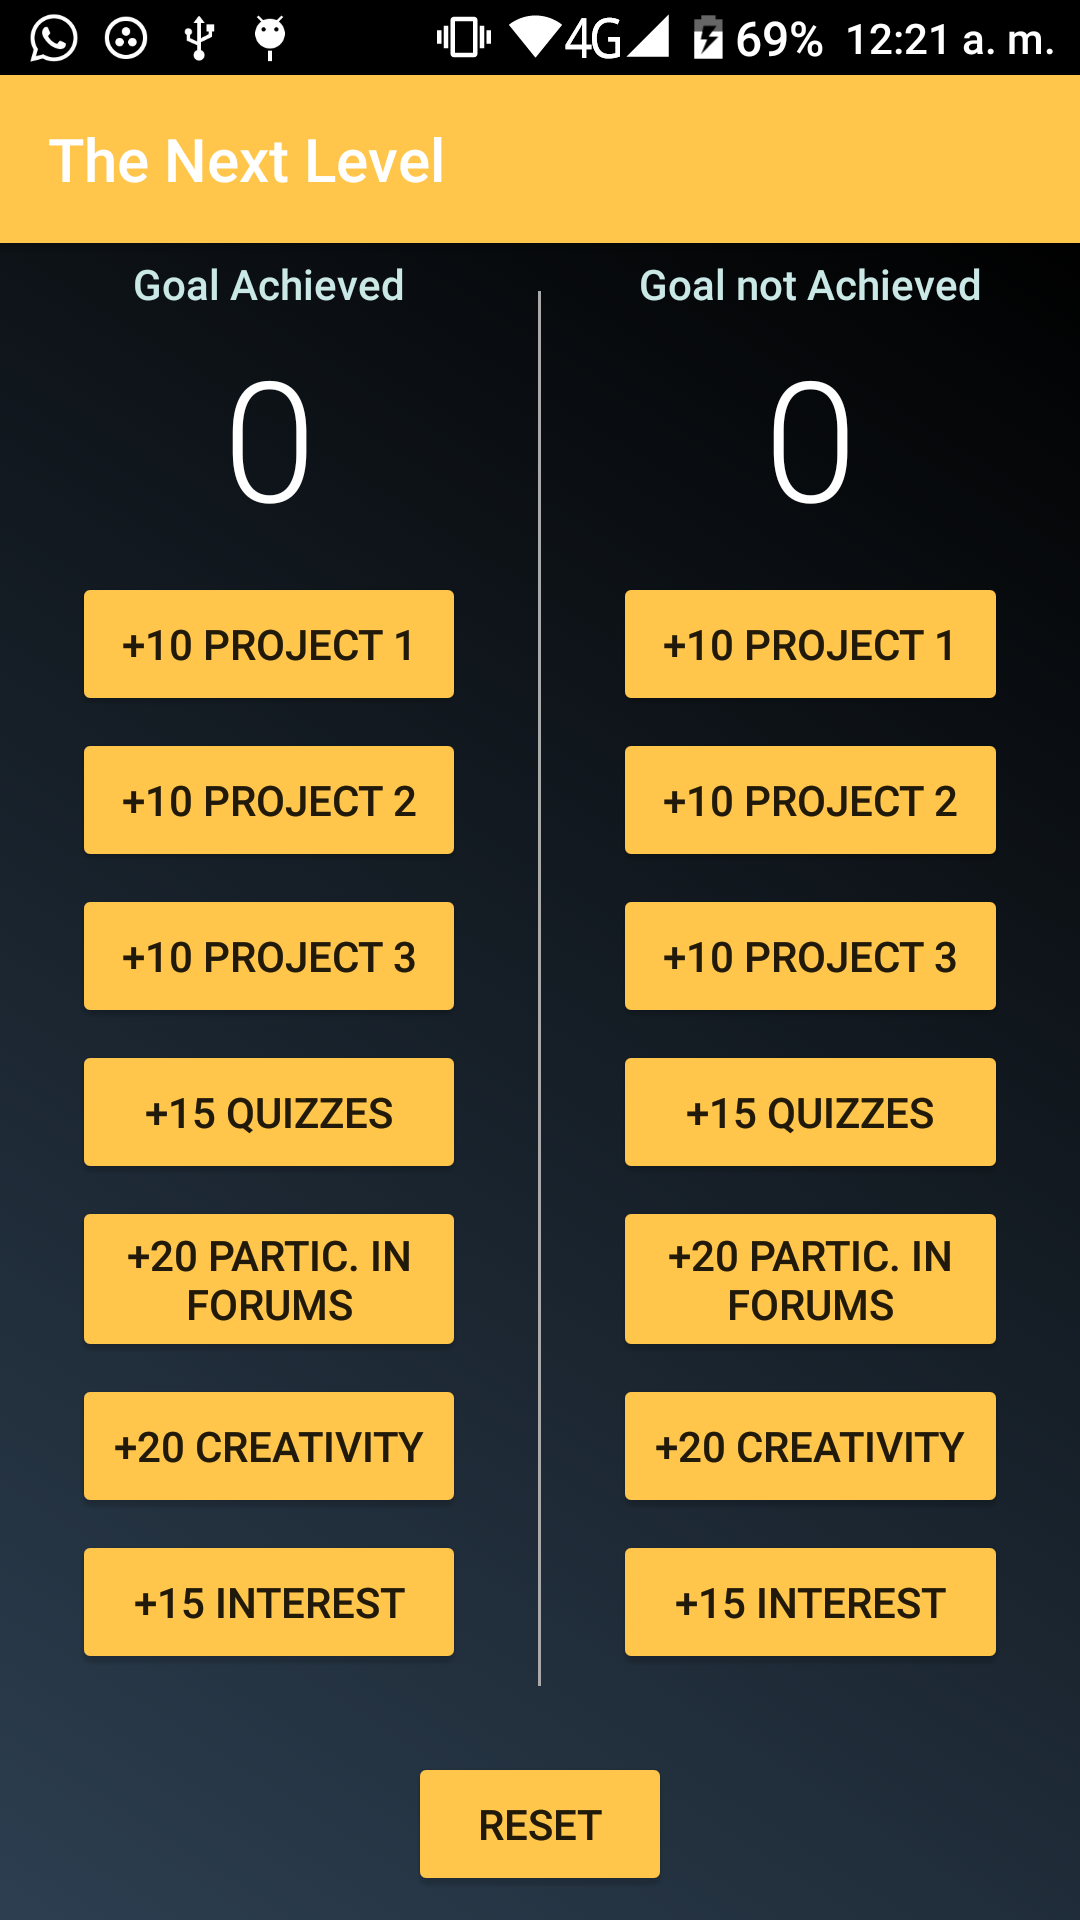 4G 69% 12:21 a. m.
The Next Level
Goal Achieved
0
+10 PROJECT 1
+10 PROJECT 2
+10 PROJECT 3
+15 QUIZZES
+20 PARTIC. IN
FORUMS
+20 CREATIVITY
+15 INTEREST
Goal not Achieved
0
+10 PROJECT 1
+10 PROJECT 2
+10 PROJECT 3
+15 QUIZZES
+20 PARTIC. IN
FORUMS
+20 CREATIVITY
+15 INTEREST
RESET